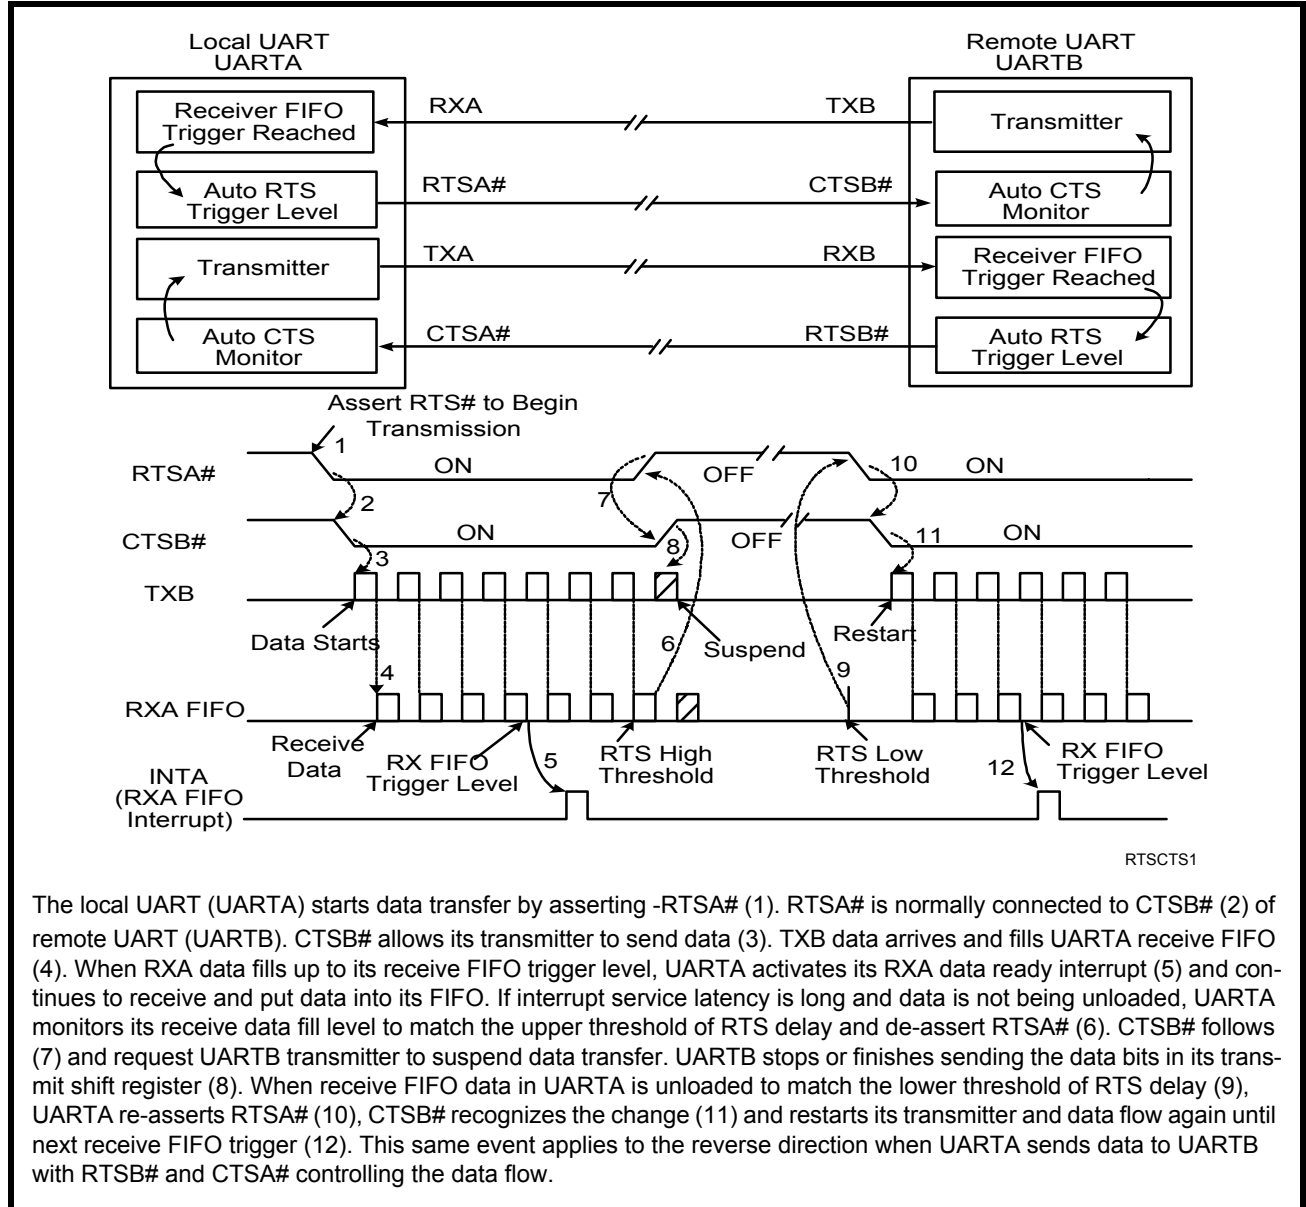 Local UART
UARTA
Remote UART
UARTB
Receiver FIFO
Trigger Reached
RXA
TXB
Transmitter
Auto RTS
Trigger Level
RTSA#
CTSB#
Auto CTS
Monitor
Transmitter
TXA
RXB
Receiver FIFO
Trigger Reached
Auto CTS
Monitor
CTSA#
RTSB#
Auto RTS
Trigger Level
Assert RTS# to Begin
Transmission
RTSA#
1
ON
7
OFF
10
ON
2
CTSB#
ON
8
OFF
11
ON
3
TXB
Data Starts
6
Suspend
Restart
4
9
RXA FIFO
Receive
Data
RX FIFO
Trigger Level
5
RTS High
Threshold
RTS Low
Threshold
12
RX FIFO
Trigger Level
INTA
(RXA FIFO
Interrupt)
RTSCTS1
The local UART (UARTA) starts data transfer by asserting -RTSA# (1). RTSA# is normally connected to CTSB# (2) of
remote UART (UARTB). CTSB# allows its transmitter to send data (3). TXB data arrives and fills UARTA receive FIFO
(4). When RXA data fills up to its receive FIFO trigger level, UARTA activates its RXA data ready interrupt (5) and con-
tinues to receive and put data into its FIFO. If interrupt service latency is long and data is not being unloaded, UARTA
monitors its receive data fill level to match the upper threshold of RTS delay and de-assert RTSA# (6). CTSB# follows
(7) and request UARTB transmitter to suspend data transfer. UARTB stops or finishes sending the data bits in its trans-
mit shift register (8). When receive FIFO data in UARTA is unloaded to match the lower threshold of RTS delay (9),
UARTA re-asserts RTSA# (10), CTSB# recognizes the change (11) and restarts its transmitter and data flow again until
next receive FIFO trigger (12). This same event applies to the reverse direction when UARTA sends data to UARTB
with RTSB# and CTSA# controlling the data flow.